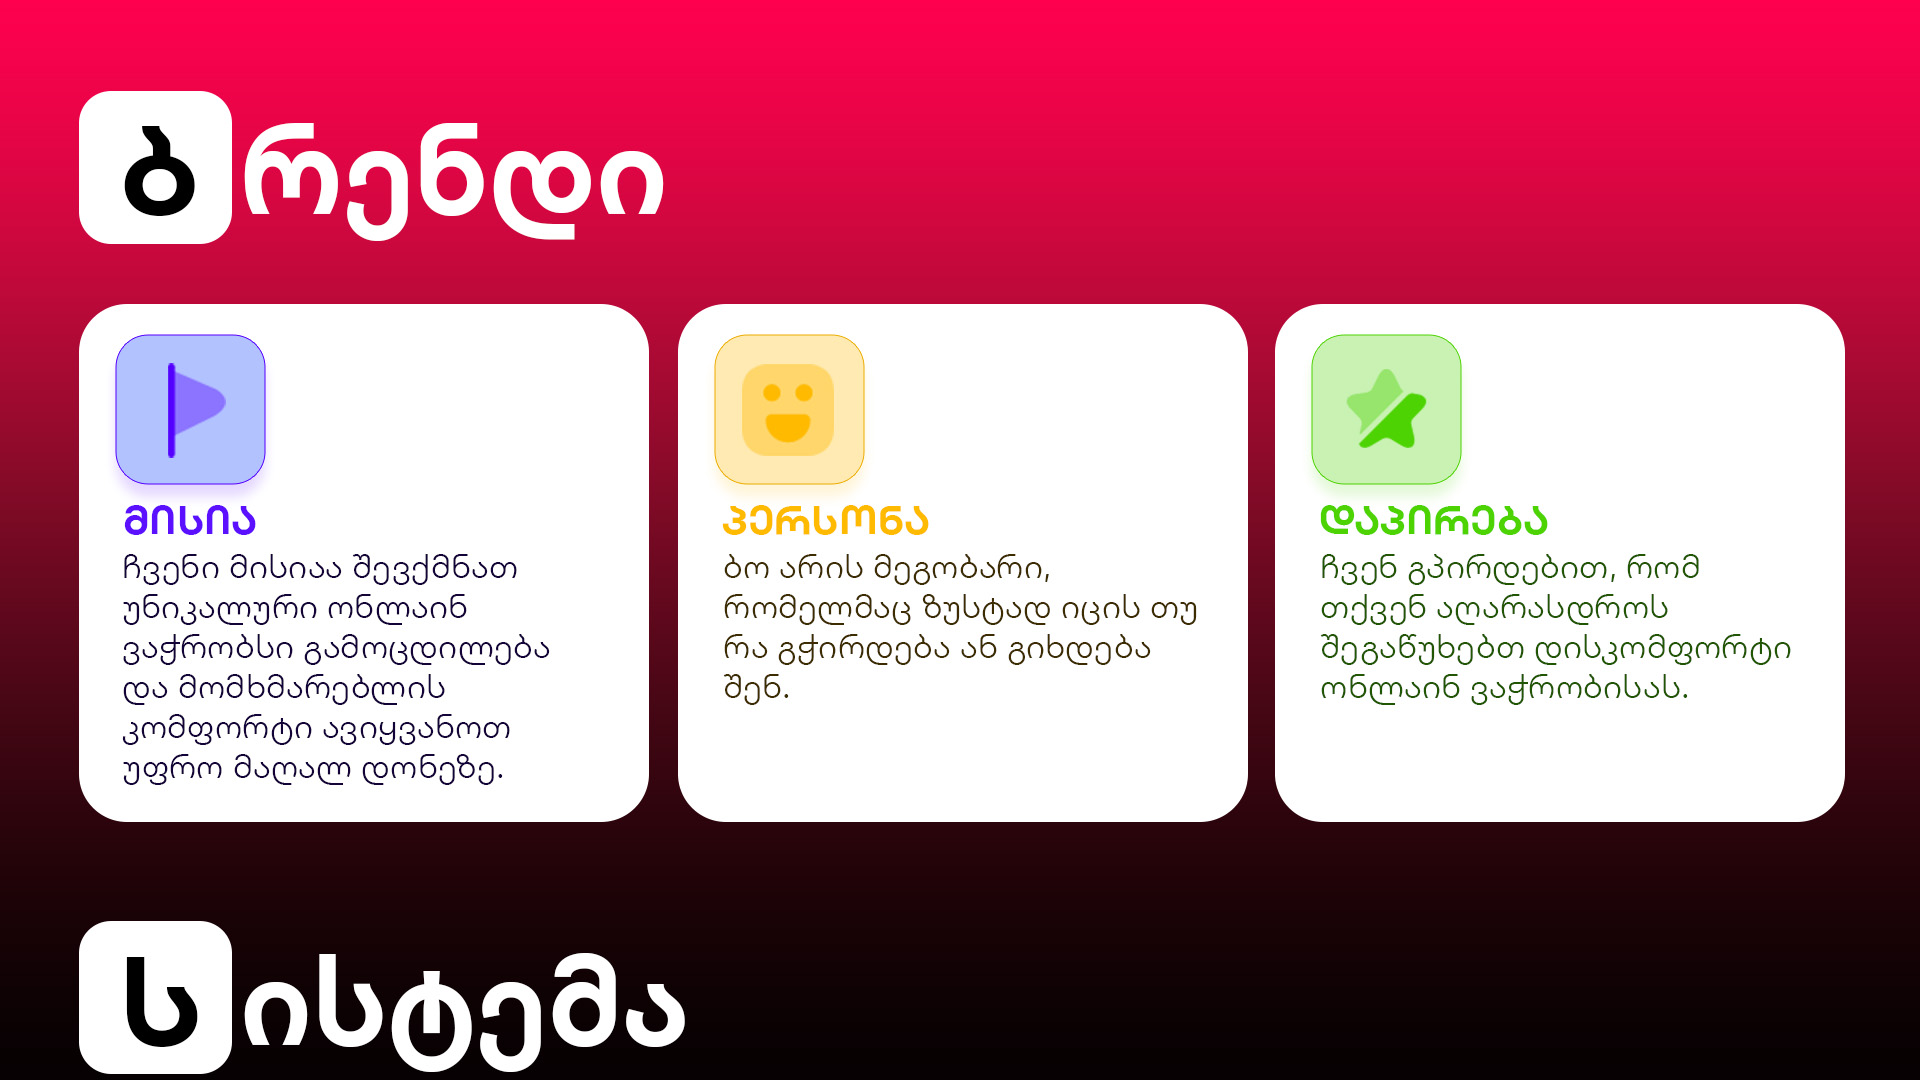 ბრენდი
მისია
ჩვენი მისიაა შევქმნათ
უნიკალური ონლაინ
ვაჭრობსი გამოცდილება
და მომხმარებლის
კომფორტი ავიყვანოთ
უფრო მაღალ დონეზე.
პერსონა
ბო არის მეგობარი,
რომელმაც ზუსტად იცის თუ
რა გჭირდება ან გიხდება
შენ.
დაპირება
ჩვენ გპირდებით, რომ
თქვენ აღარასდროს
შეგაწუხებთ დისკომფორტი
ონლაინ ვაჭრობისას.
სისტემა